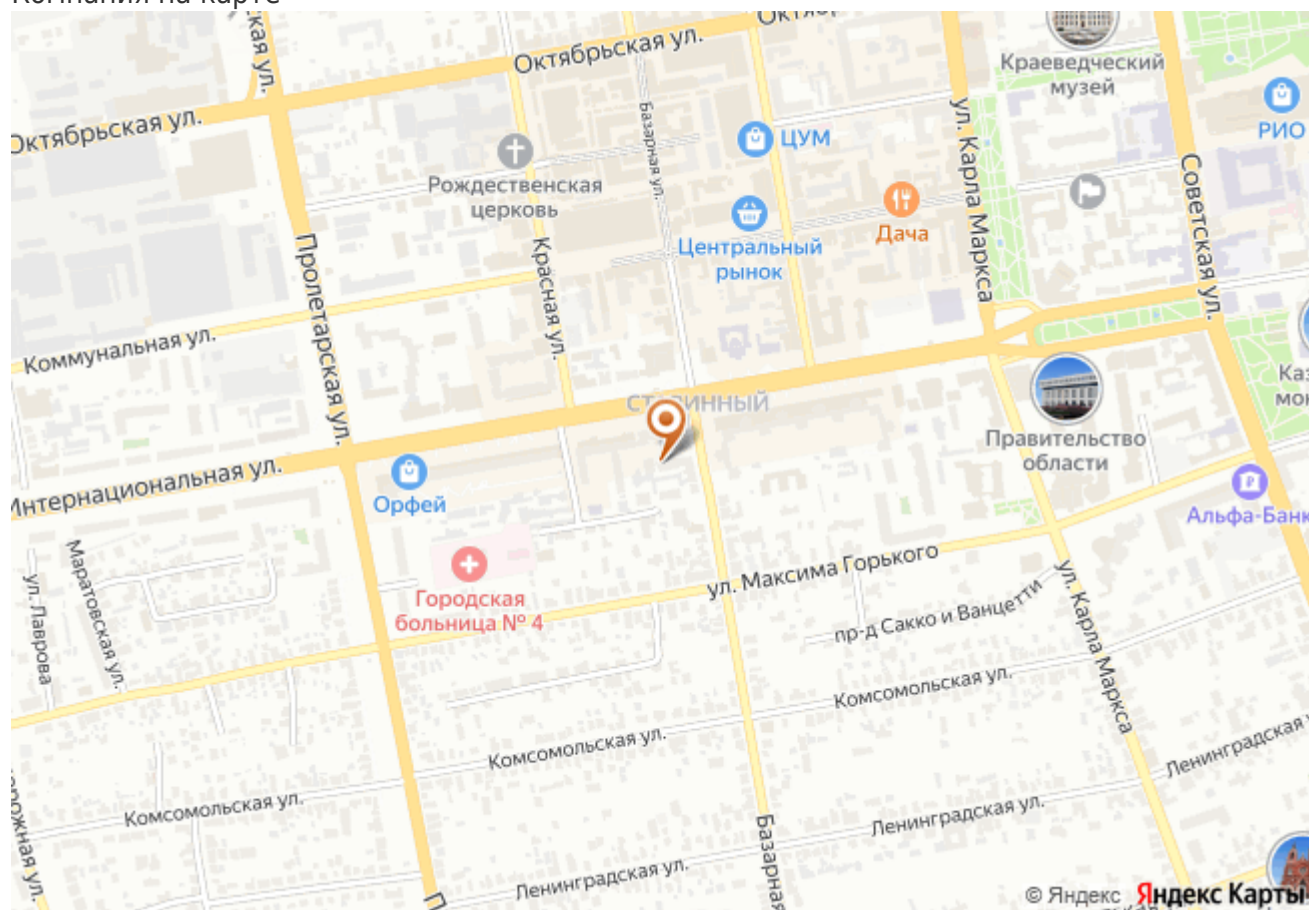 Компания на карте
Октябрьская ул.
Краеведческий
музей
Октябрьская ул.
Базарная ул.
ЦУМ
ул. Карла Маркса
РИО
Рождественская
церковь
Дача
Советская ул.
Центральный
рынок
Пролетарская ул.
Красная ул.
Коммунальная ул.
Правительство
области
Интернациональная ул.
Орфей
Альфа-Банк
Маратовская ул.
ул. Лаврова
Городская
больница № 4
ул. Максима Горького
пр-д Сакко и Ванцетти
ул. Карла Маркса
Комсомольская ул.
Комсомольская ул.
Комсомольская ул.
Ленинградская
Ленинградская ул.
Ленинградская ул.
Базарная
© Яндекс Яндекс Карты